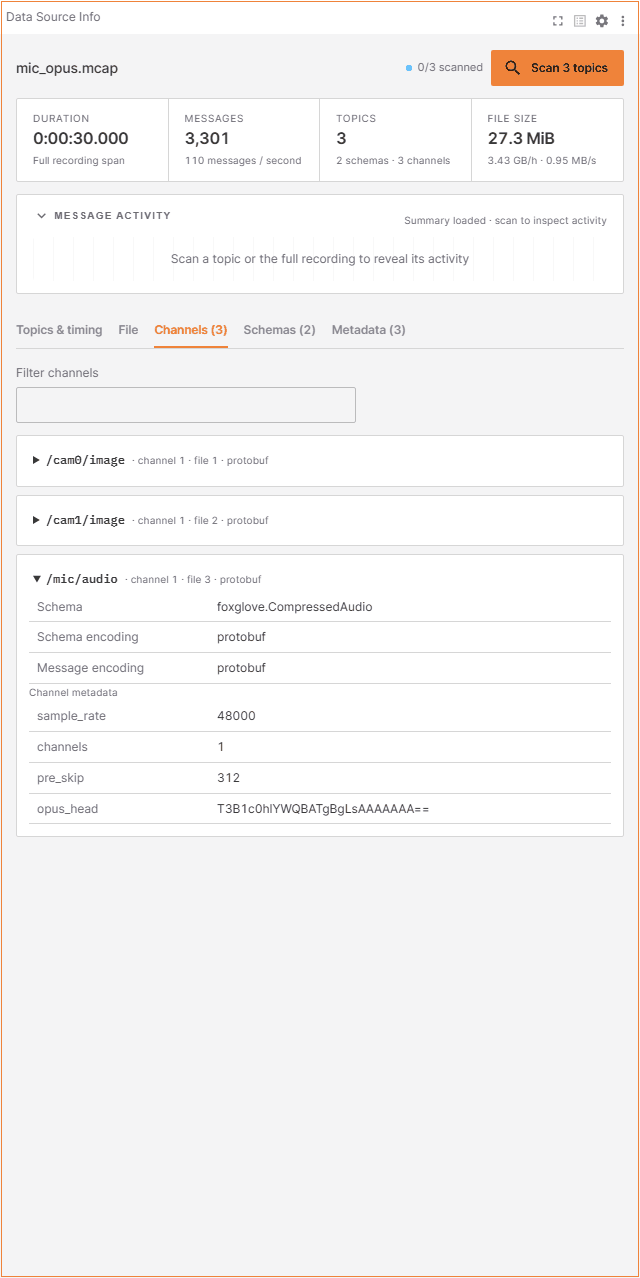 Data Source Info
mic_opus.mcap
0/3 scanned
Scan 3 topics
DURATION
0:00:30.000
Full recording span
MESSAGES
3,301
110 messages / second
TOPICS
3
2 schemas · 3 channels
FILE SIZE
27.3 MiB
3.43 GB/h · 0.95 MB/s
MESSAGE ACTIVITY
Summary loaded · scan to inspect activity
Scan a topic or the full recording to reveal its activity
Topics & timing File Channels (3) Schemas (2) Metadata (3)
Filter channels
/cam0/image · channel 1 · file 1 · protobuf
/cam1/image · channel 1 · file 2 · protobuf
/mic/audio · channel 1 · file 3 · protobuf
Schema foxglove.CompressedAudio
Schema encoding protobuf
Message encoding protobuf
Channel metadata
sample_rate 48000
channels 1
pre_skip 312
opus_head T3B1c0hlYWQBATgBgLsAAAAAAA==